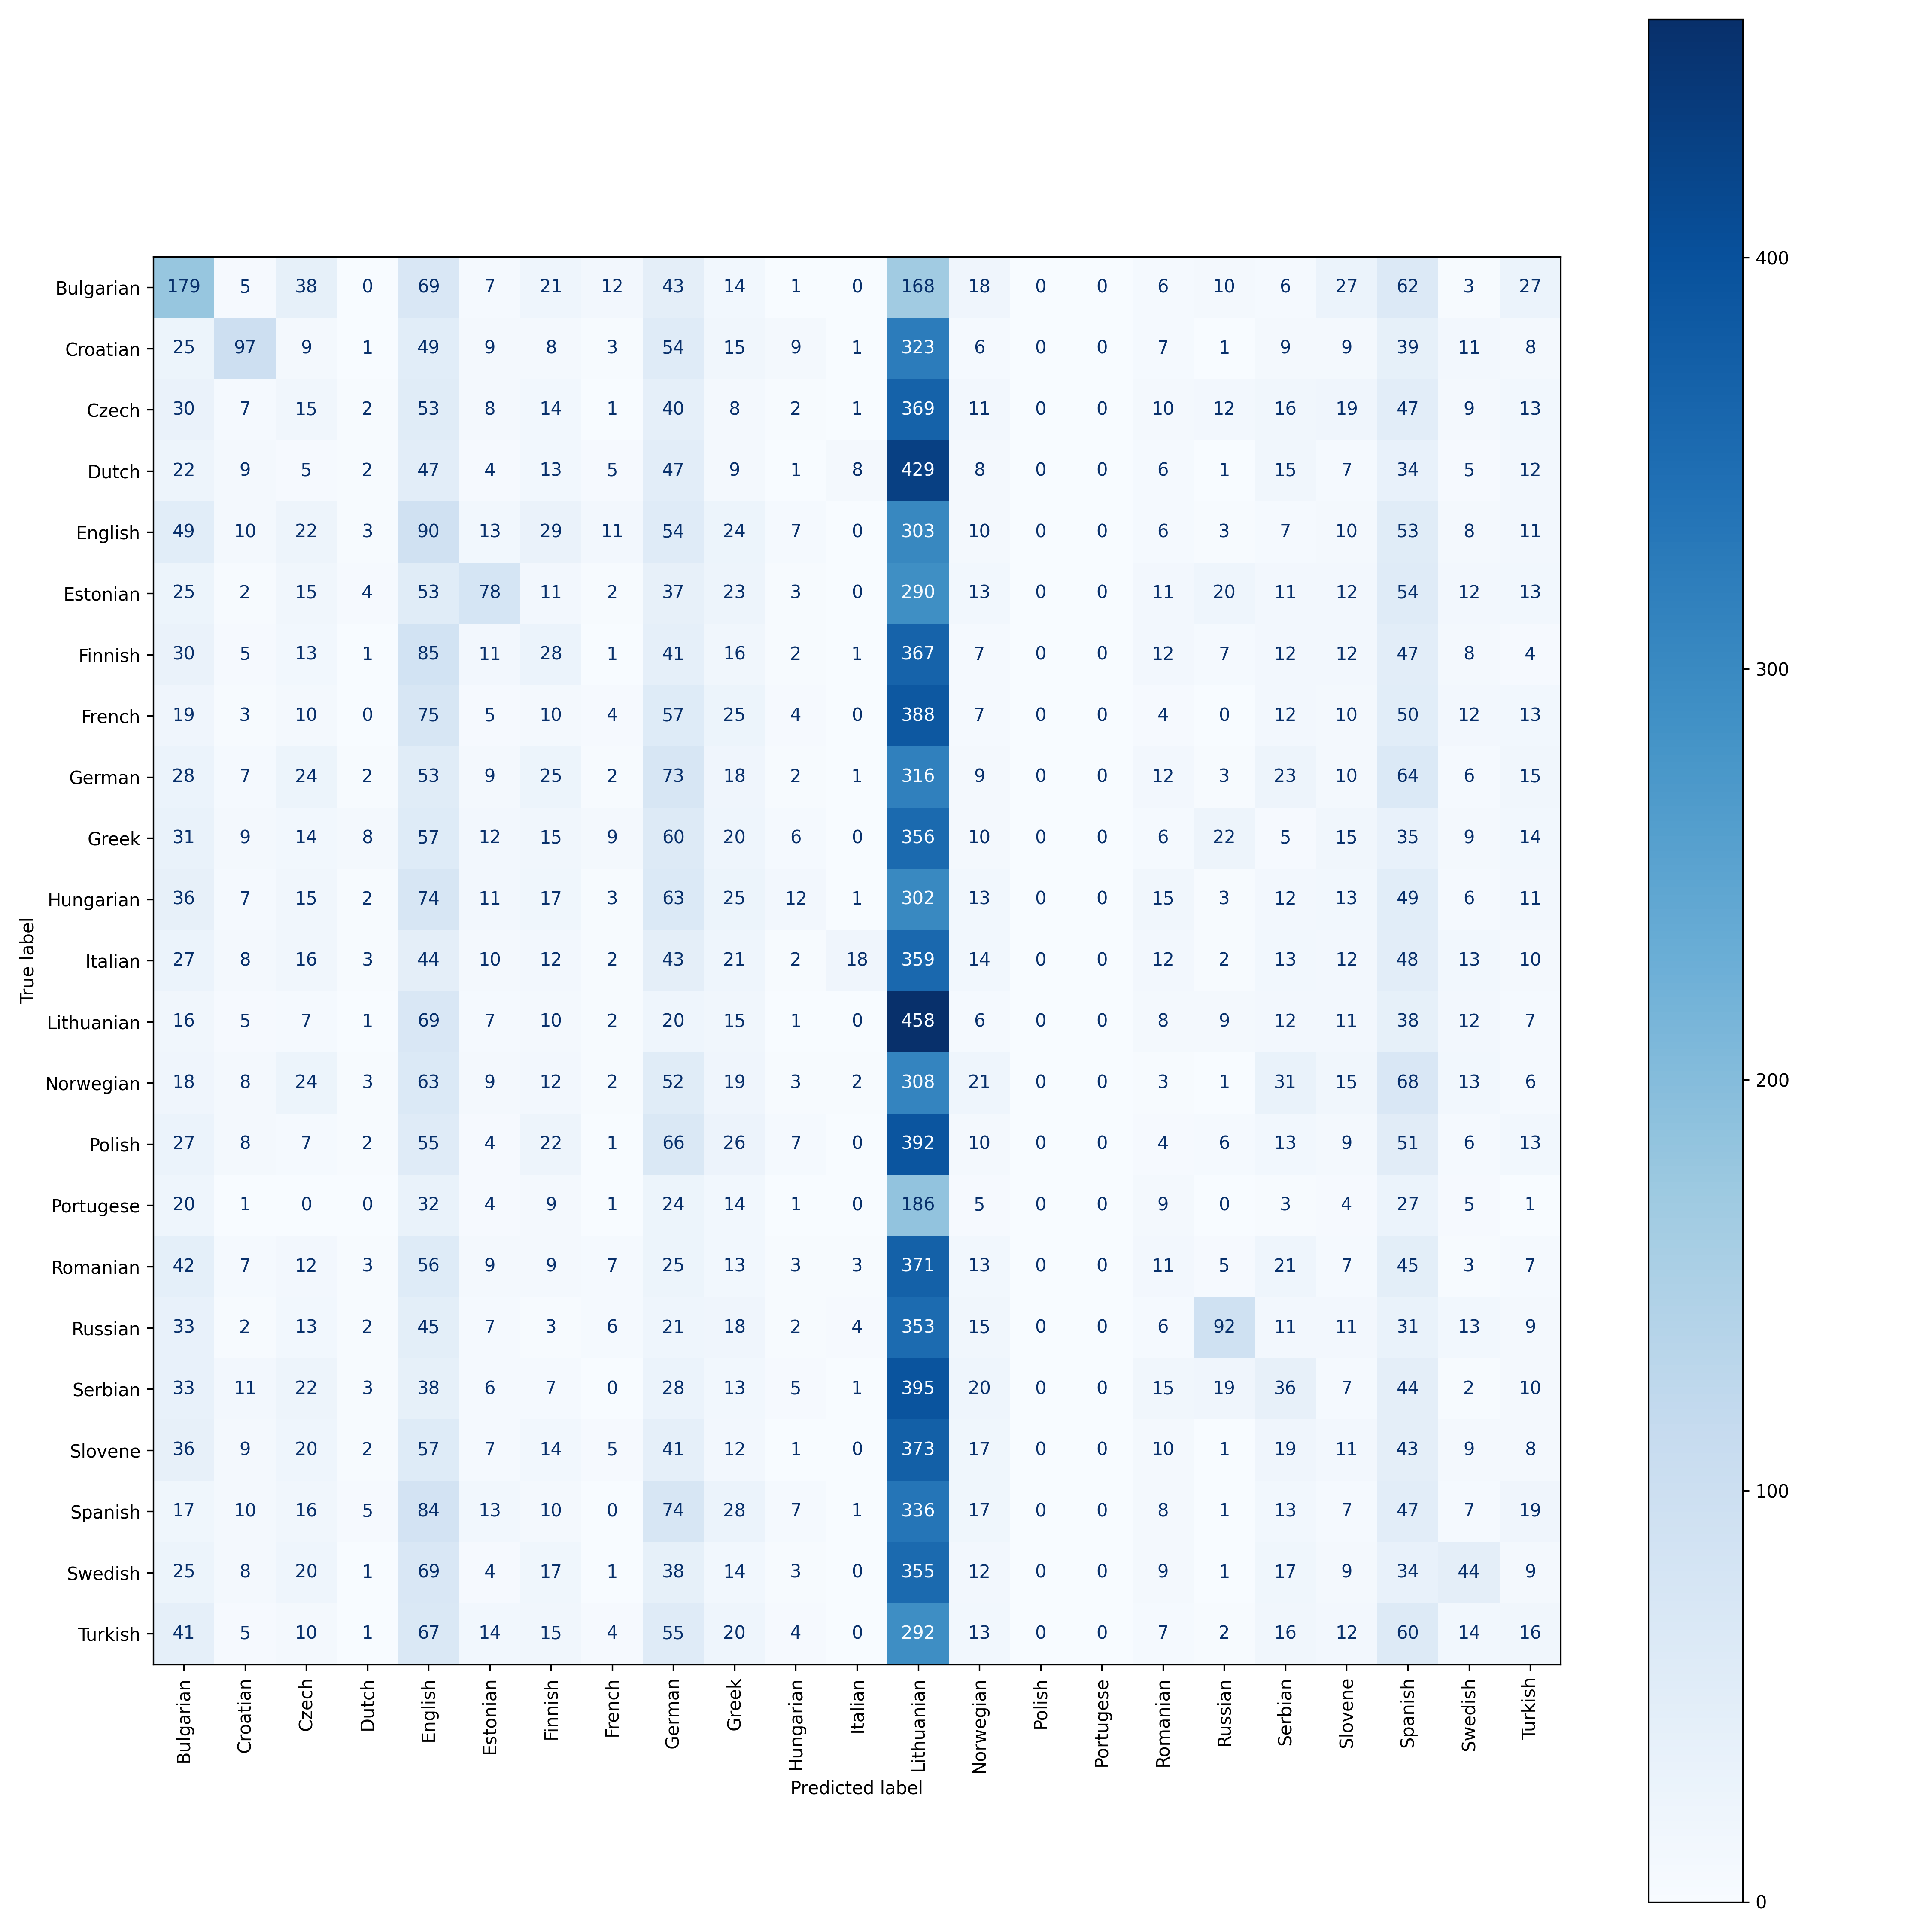 Bulgarian 179 5 38 0 69 7 21 12 43 14 1 0 168 18 0 0 6 10 6 27 62 3 27
Croatian 25 97 9 1 49 9 8 3 54 15 9 1 323 6 0 0 7 1 9 9 39 11 8
Czech 30 7 15 2 53 8 14 1 40 8 2 1 369 11 0 0 10 12 16 19 47 9 13
Dutch 22 9 5 2 47 4 13 5 47 9 1 8 429 8 0 0 6 1 15 7 34 5 12
English 49 10 22 3 90 13 29 11 54 24 7 0 303 10 0 0 6 3 7 10 53 8 11
Estonian 25 2 15 4 53 78 11 2 37 23 3 0 290 13 0 0 11 20 11 12 54 12 13
Finnish 30 5 13 1 85 11 28 1 41 16 2 1 367 7 0 0 12 7 12 12 47 8 4
French 19 3 10 0 75 5 10 4 57 25 4 0 388 7 0 0 4 0 12 10 50 12 13
German 28 7 24 2 53 9 25 2 73 18 2 1 316 9 0 0 12 3 23 10 64 6 15
Greek 31 9 14 8 57 12 15 9 60 20 6 0 356 10 0 0 6 22 5 15 35 9 14
Hungarian 36 7 15 2 74 11 17 3 63 25 12 1 302 13 0 0 15 3 12 13 49 6 11
Italian 27 8 16 3 44 10 12 2 43 21 2 18 359 14 0 0 12 2 13 12 48 13 10
Lithuanian 16 5 7 1 69 7 10 2 20 15 1 0 458 6 0 0 8 9 12 11 38 12 7
Norwegian 18 8 24 3 63 9 12 2 52 19 3 2 308 21 0 0 3 1 31 15 68 13 6
Polish 27 8 7 2 55 4 22 1 66 26 7 0 392 10 0 0 4 6 13 9 51 6 13
Portugese 20 1 0 0 32 4 9 1 24 14 1 0 186 5 0 0 9 0 3 4 27 5 1
Romanian 42 7 12 3 56 9 9 7 25 13 3 3 371 13 0 0 11 5 21 7 45 3 7
Russian 33 2 13 2 45 7 3 6 21 18 2 4 353 15 0 0 6 92 11 11 31 13 9
Serbian 33 11 22 3 38 6 7 0 28 13 5 1 395 20 0 0 15 19 36 7 44 2 10
Slovene 36 9 20 2 57 7 14 5 41 12 1 0 373 17 0 0 10 1 19 11 43 9 8
Spanish 17 10 16 5 84 13 10 0 74 28 7 1 336 17 0 0 8 1 13 7 47 7 19
Swedish 25 8 20 1 69 4 17 1 38 14 3 0 355 12 0 0 9 1 17 9 34 44 9
Turkish 41 5 10 1 67 14 15 4 55 20 4 0 292 13 0 0 7 2 16 12 60 14 16
True label
Bulgarian Croatian Czech Dutch English Estonian Finnish French German Greek Hungarian Italian Lithuanian Norwegian Polish Portugese Romanian Russian Serbian Slovene Spanish Swedish Turkish
Predicted label
400
300
200
100
0